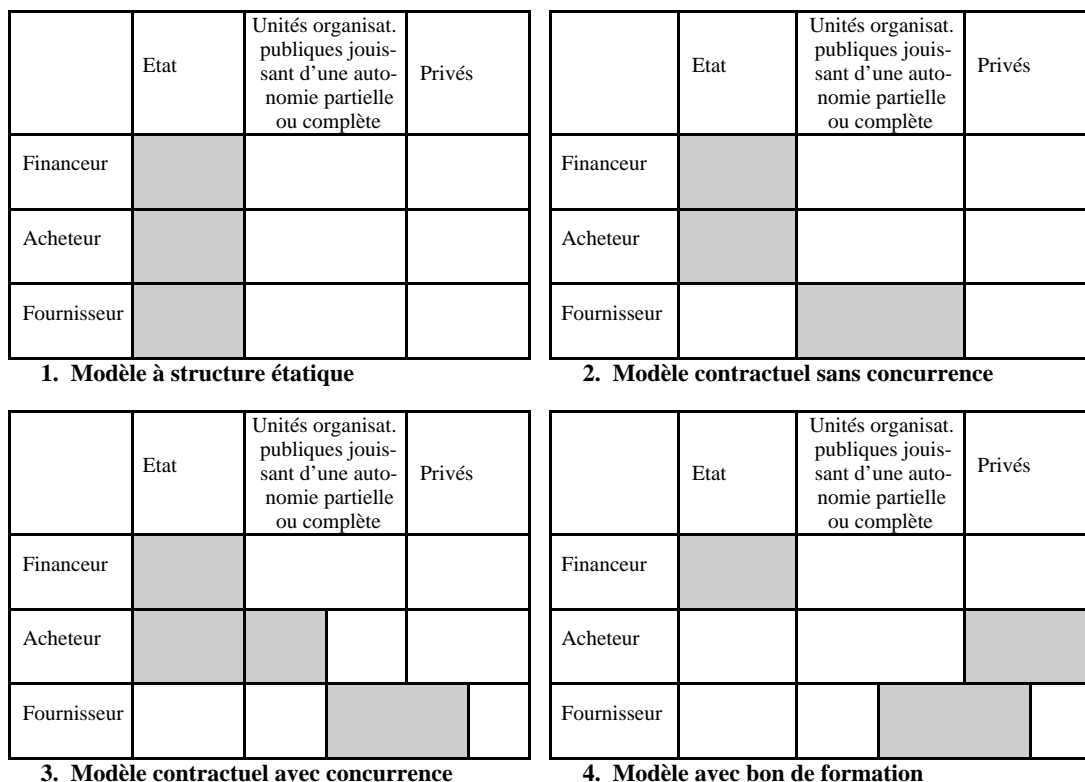 Etat
Unités organisat.
publiques jouis-
sant d'une auto-
nomie partielle
ou complète
Privés
Financeur
Acheteur
Fournisseur
1. Modèle à structure étatique
Etat
Unités organisat.
publiques jouis-
sant d'une auto-
nomie partielle
ou complète
Privés
Financeur
Acheteur
Fournisseur
2. Modèle contractuel sans concurrence
Etat
Unités organisat.
publiques jouis-
sant d'une auto-
nomie partielle
ou complète
Privés
Financeur
Acheteur
Fournisseur
3. Modèle contractuel avec concurrence
Etat
Unités organisat.
publiques jouis-
sant d'une auto-
nomie partielle
ou complète
Privés
Financeur
Acheteur
Fournisseur
4. Modèle avec bon de formation